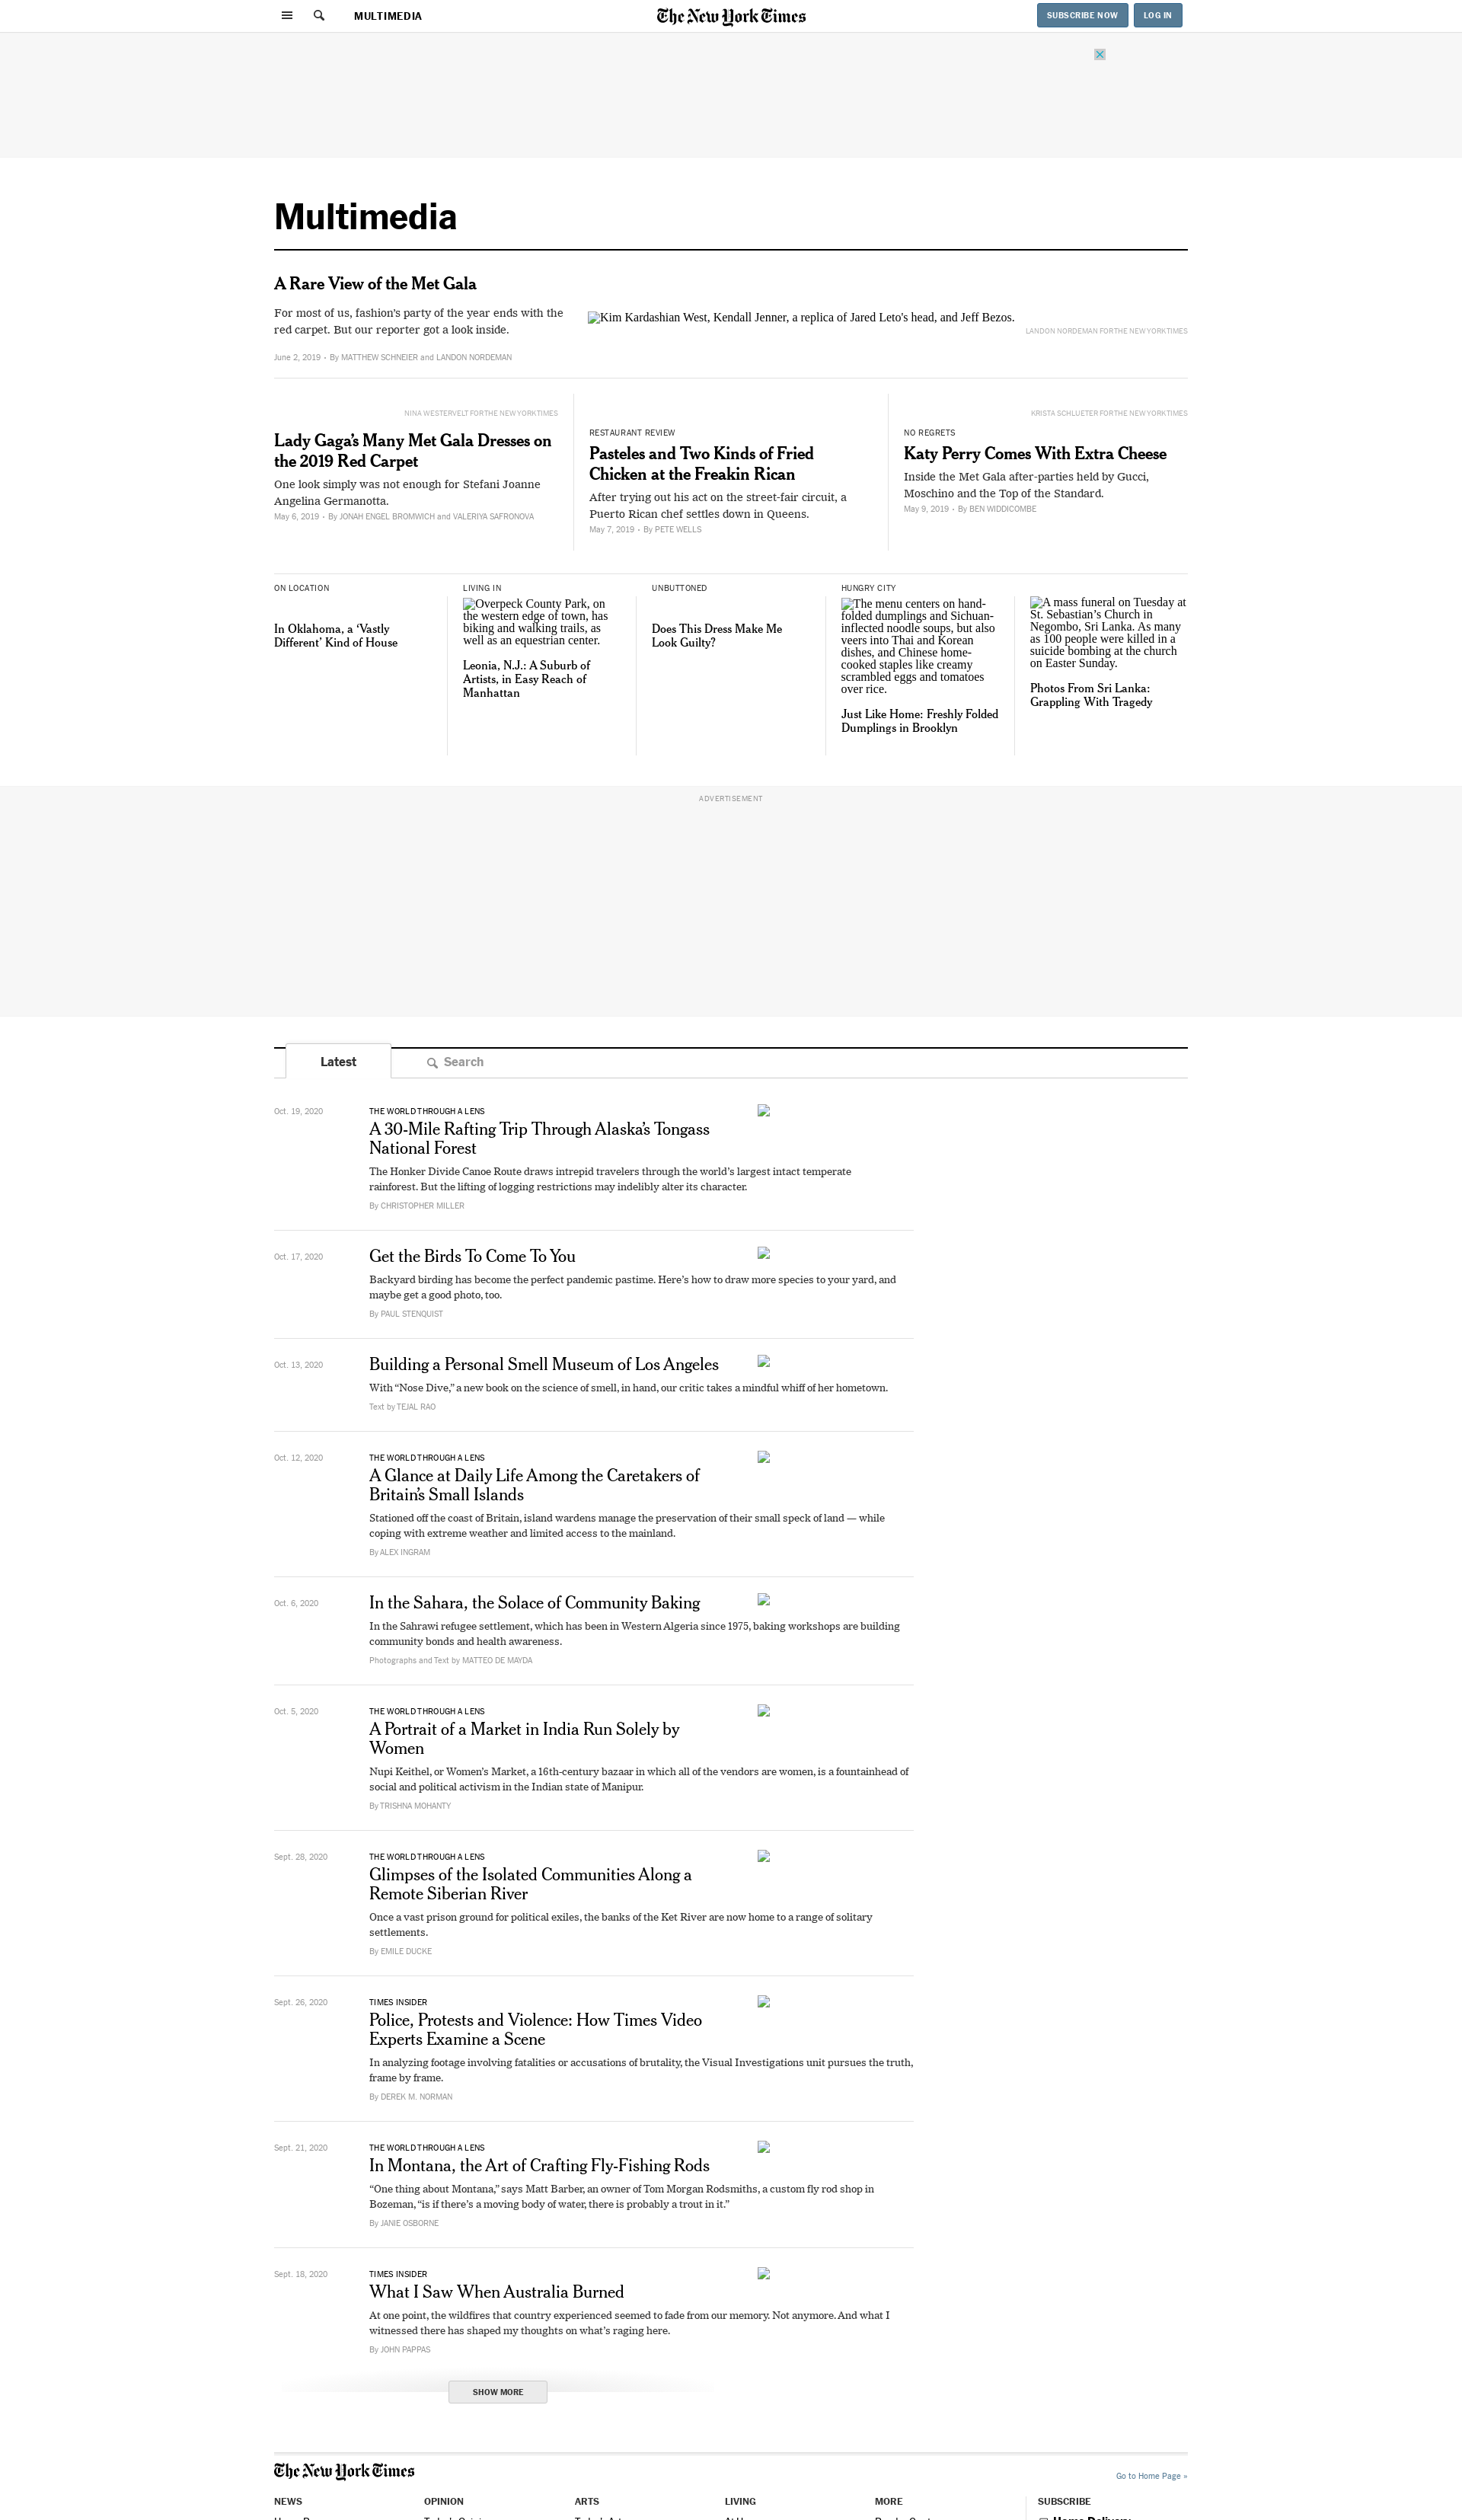 MULTIMEDIA
The New York Times
SUBSCRIBE NOW
LOG IN
Multimedia
A Rare View of the Met Gala
For most of us, fashion's party of the year ends with the
red carpet. But our reporter got a look inside.
June 2, 2019 • By MATTHEW SCHNEIER and LANDON NORDEMAN
Kim Kardashian West, Kendall Jenner, a replica of Jared Leto's head, and Jeff Bezos.
LANDON NORDEMAN FOR THE NEW YORK TIMES
NINA WESTERVELT FOR THE NEW YORK TIMES
Lady Gaga’s Many Met Gala Dresses on
the 2019 Red Carpet
One look simply was not enough for Stefani Joanne
Angelina Germanotta.
May 6, 2019 • By JONAH ENGEL BROMWICH and VALERIYA SAFRONOVA
RESTAURANT REVIEW
Pasteles and Two Kinds of Fried
Chicken at the Freakin Rican
After trying out his act on the street-fair circuit, a
Puerto Rican chef settles down in Queens.
May 7, 2019 • By PETE WELLS
KRISTA SCHLUETER FOR THE NEW YORK TIMES
NO REGRETS
Katy Perry Comes With Extra Cheese
Inside the Met Gala after-parties held by Gucci,
Moschino and the Top of the Standard.
May 9, 2019 • By BEN WIDDICOMBE
ON LOCATION
In Oklahoma, a ‘Vastly
Different’ Kind of House
LIVING IN
Overpeck County Park, on
the western edge of town, has
biking and walking trails, as
well as an equestrian center.
Leonia, N.J.: A Suburb of
Artists, in Easy Reach of
Manhattan
UNBUTTONED
Does This Dress Make Me
Look Guilty?
HUNGRY CITY
The menu centers on hand-
folded dumplings and Sichuan-
inflected noodle soups, but also
veers into Thai and Korean
dishes, and Chinese home-
cooked staples like creamy
scrambled eggs and tomatoes
over rice.
Just Like Home: Freshly Folded
Dumplings in Brooklyn
A mass funeral on Tuesday at
St. Sebastian’s Church in
Negombo, Sri Lanka. As many
as 100 people were killed in a
suicide bombing at the church
on Easter Sunday.
Photos From Sri Lanka:
Grappling With Tragedy
ADVERTISEMENT
Latest
Search
Oct. 19, 2020
THE WORLD THROUGH A LENS
A 30-Mile Rafting Trip Through Alaska’s Tongass
National Forest
The Honker Divide Canoe Route draws intrepid travelers through the world’s largest intact temperate
rainforest. But the lifting of logging restrictions may indelibly alter its character.
By CHRISTOPHER MILLER
Oct. 17, 2020
Get the Birds To Come To You
Backyard birding has become the perfect pandemic pastime. Here’s how to draw more species to your yard, and
maybe get a good photo, too.
By PAUL STENQUIST
Oct. 13, 2020
Building a Personal Smell Museum of Los Angeles
With “Nose Dive,” a new book on the science of smell, in hand, our critic takes a mindful whiff of her hometown.
Text by TEJAL RAO
Oct. 12, 2020
THE WORLD THROUGH A LENS
A Glance at Daily Life Among the Caretakers of
Britain’s Small Islands
Stationed off the coast of Britain, island wardens manage the preservation of their small speck of land — while
coping with extreme weather and limited access to the mainland.
By ALEX INGRAM
Oct. 6, 2020
In the Sahara, the Solace of Community Baking
In the Sahrawi refugee settlement, which has been in Western Algeria since 1975, baking workshops are building
community bonds and health awareness.
Photographs and Text by MATTEO DE MAYDA
Oct. 5, 2020
THE WORLD THROUGH A LENS
A Portrait of a Market in India Run Solely by
Women
Nupi Keithel, or Women’s Market, a 16th-century bazaar in which all of the vendors are women, is a fountainhead of
social and political activism in the Indian state of Manipur.
By TRISHNA MOHANTY
Sept. 28, 2020
THE WORLD THROUGH A LENS
Glimpses of the Isolated Communities Along a
Remote Siberian River
Once a vast prison ground for political exiles, the banks of the Ket River are now home to a range of solitary
settlements.
By EMILE DUCKE
Sept. 26, 2020
TIMES INSIDER
Police, Protests and Violence: How Times Video
Experts Examine a Scene
In analyzing footage involving fatalities or accusations of brutality, the Visual Investigations unit pursues the truth,
frame by frame.
By DEREK M. NORMAN
Sept. 21, 2020
THE WORLD THROUGH A LENS
In Montana, the Art of Crafting Fly-Fishing Rods
“One thing about Montana,” says Matt Barber, an owner of Tom Morgan Rodsmiths, a custom fly rod shop in
Bozeman, “is if there’s a moving body of water, there is probably a trout in it.”
By JANIE OSBORNE
Sept. 18, 2020
TIMES INSIDER
What I Saw When Australia Burned
At one point, the wildfires that country experienced seemed to fade from our memory. Not anymore. And what I
witnessed there has shaped my thoughts on what’s raging here.
By JOHN PAPPAS
SHOW MORE
The New York Times
Go to Home Page »
NEWS
OPINION
ARTS
LIVING
MORE
SUBSCRIBE